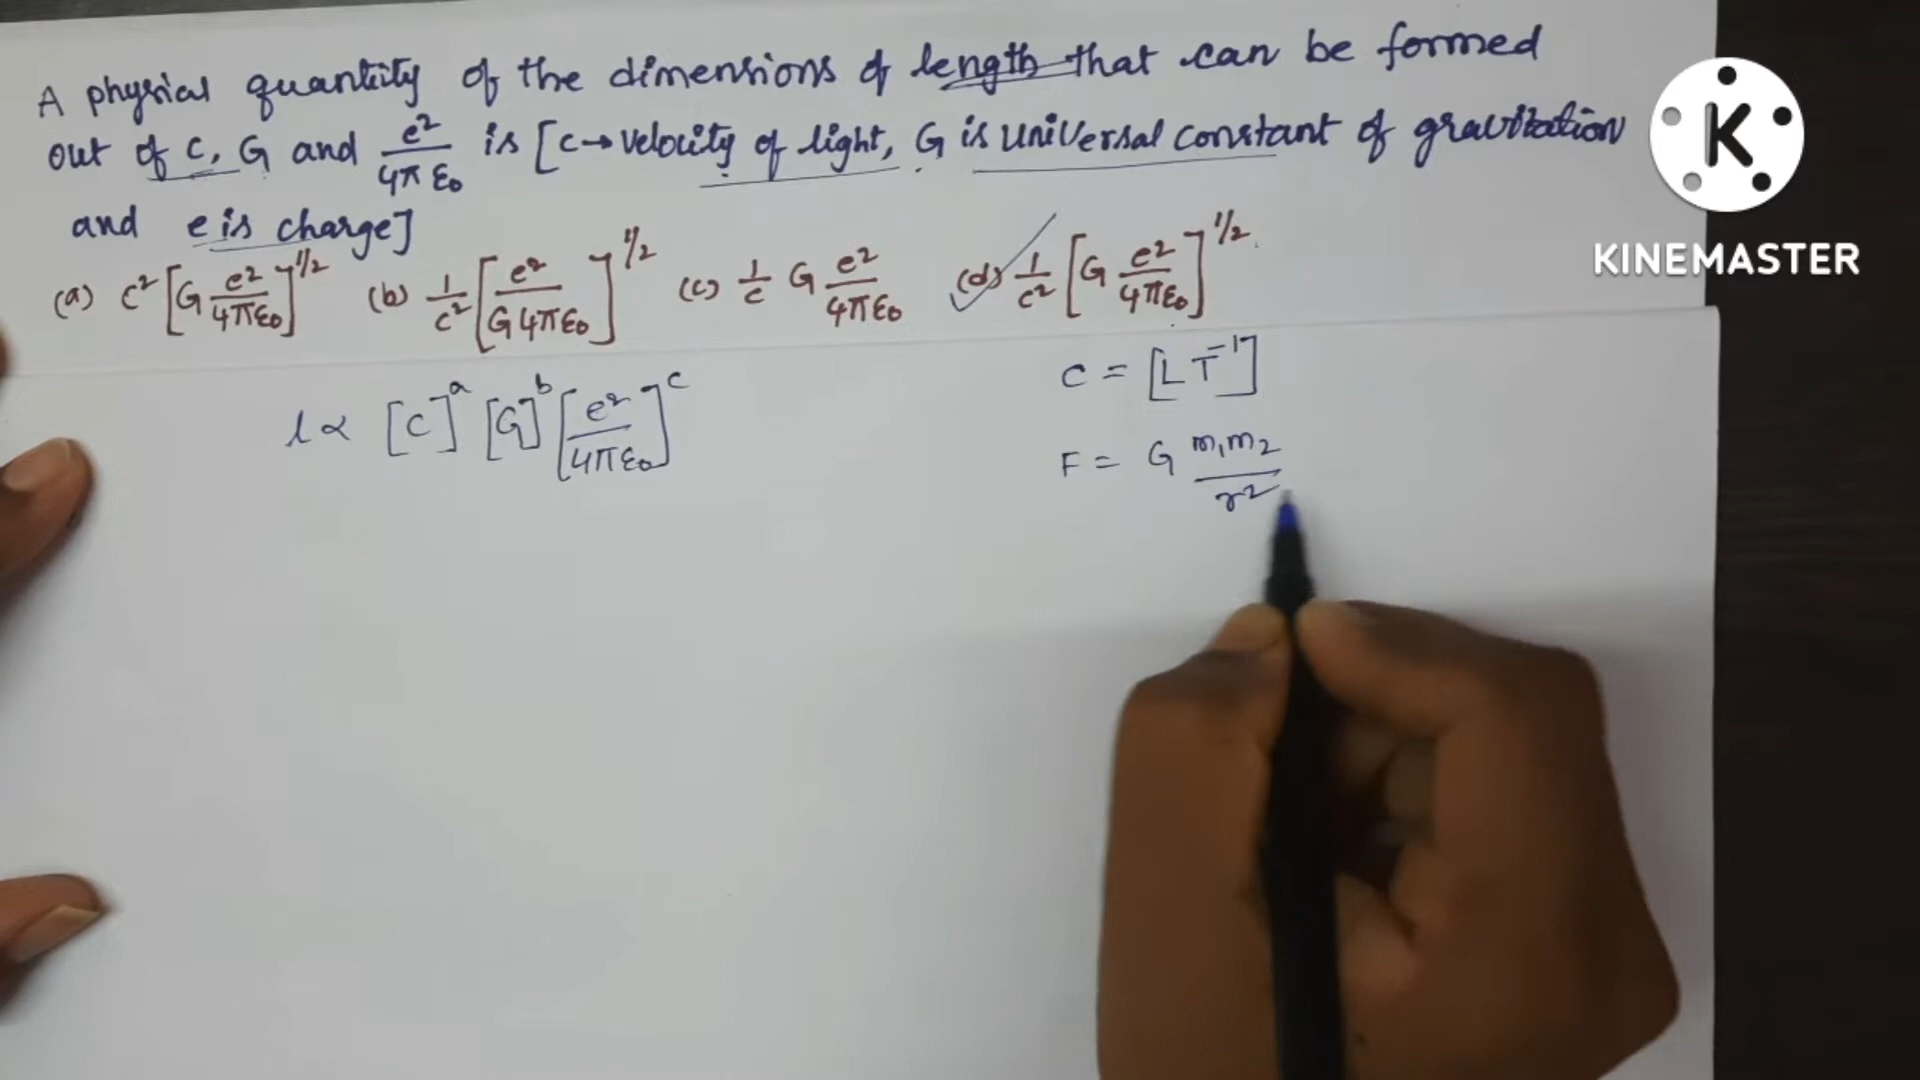 A physical quantity of the dimensions of length that can be formed
out of c, G and e²/4πε₀ is [c→velocity of light, G is universal constant of gravitation
and e is charge]
(a) c² [G e²/4πε₀]^1/2 (b) 1/c² [e²/G4πε₀]^1/2 (c) 1/c G e²/4πε₀ (d) 1/c² [G e²/4πε₀]^1/2
l ∝ [c]^a [G]^b [e²/4πε₀]^c
C = [L T⁻¹]
F = G m₁m₂/r²
K
KINEMASTER